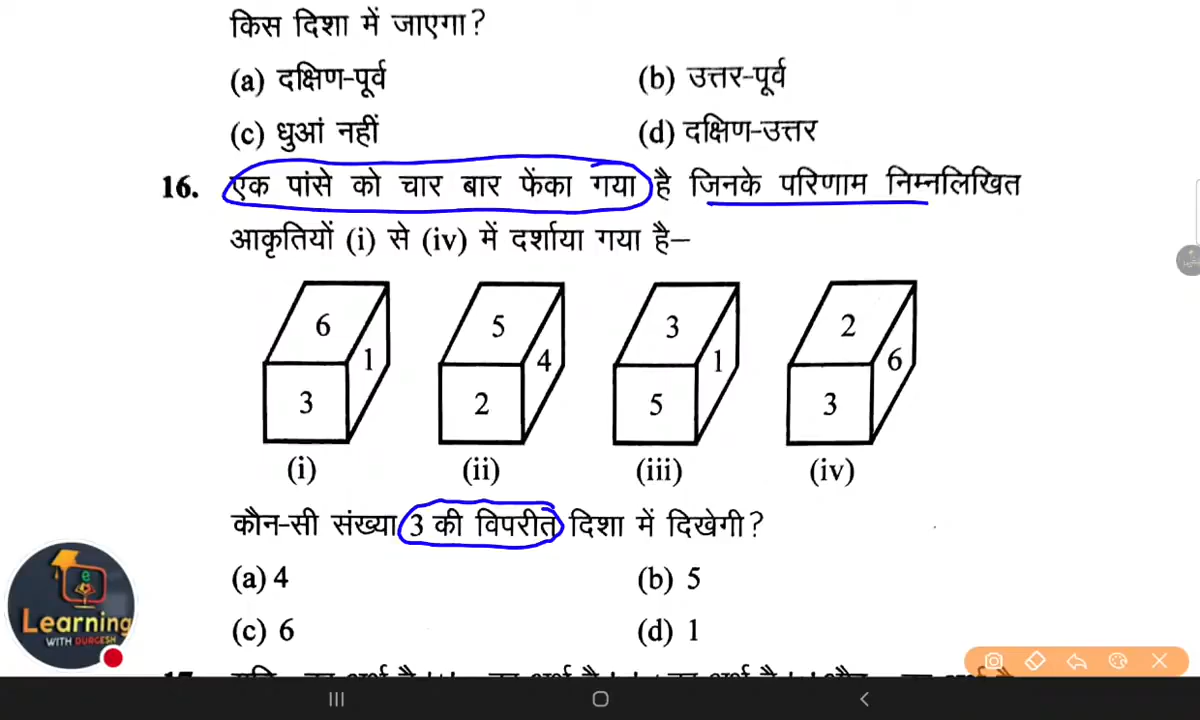 किस दिशा में जाएगा?
(a) दक्षिण-पूर्व (b) उत्तर-पूर्व
(c) धुआं नहीं (d) दक्षिण-उत्तर
16. एक पांसे को चार बार फेंका गया है जिनके परिणाम निम्नलिखित
आकृतियों (i) से (iv) में दर्शाया गया है–
6 5 3 2
1 4 1 6
3 2 5 3
(i) (ii) (iii) (iv)
कौन-सी संख्या 3 की विपरीत दिशा में दिखेगी?
(a) 4 (b) 5
(c) 6 (d) 1
e
Learning
WITH DURGESH